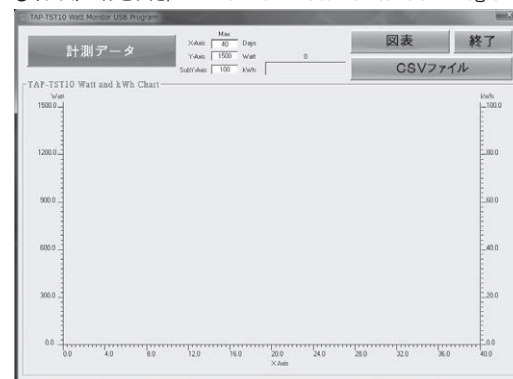 TAP-TST10 Watt Monitor USB Program
計測データ
Max
X-Axis 40 Days
Y-Axis 1500 Watt
SubY-Axis 100 kWh
0
図表
終了
CSVファイル
TAP-TST10 Watt and kWh Chart
Watt
kWh
1500.0
1200.0
900.0
600.0
300.0
0.0
100.0
80.0
60.0
40.0
20.0
0.0
0.0 4.0 8.0 12.0 16.0 20.0 24.0 28.0 32.0 36.0 40.0
X Axis